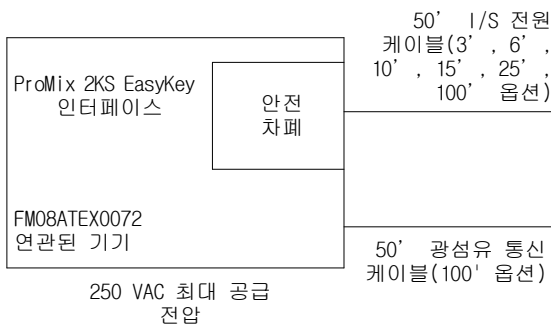 50’ I/S 전원
케이블(3’, 6’,
10’, 15’, 25’,
100’ 옵션)
ProMix 2KS EasyKey
인터페이스
안전
차폐
FM08ATEX0072
연관된 기기
50’ 광섬유 통신
케이블(100' 옵션)
250 VAC 최대 공급
전압